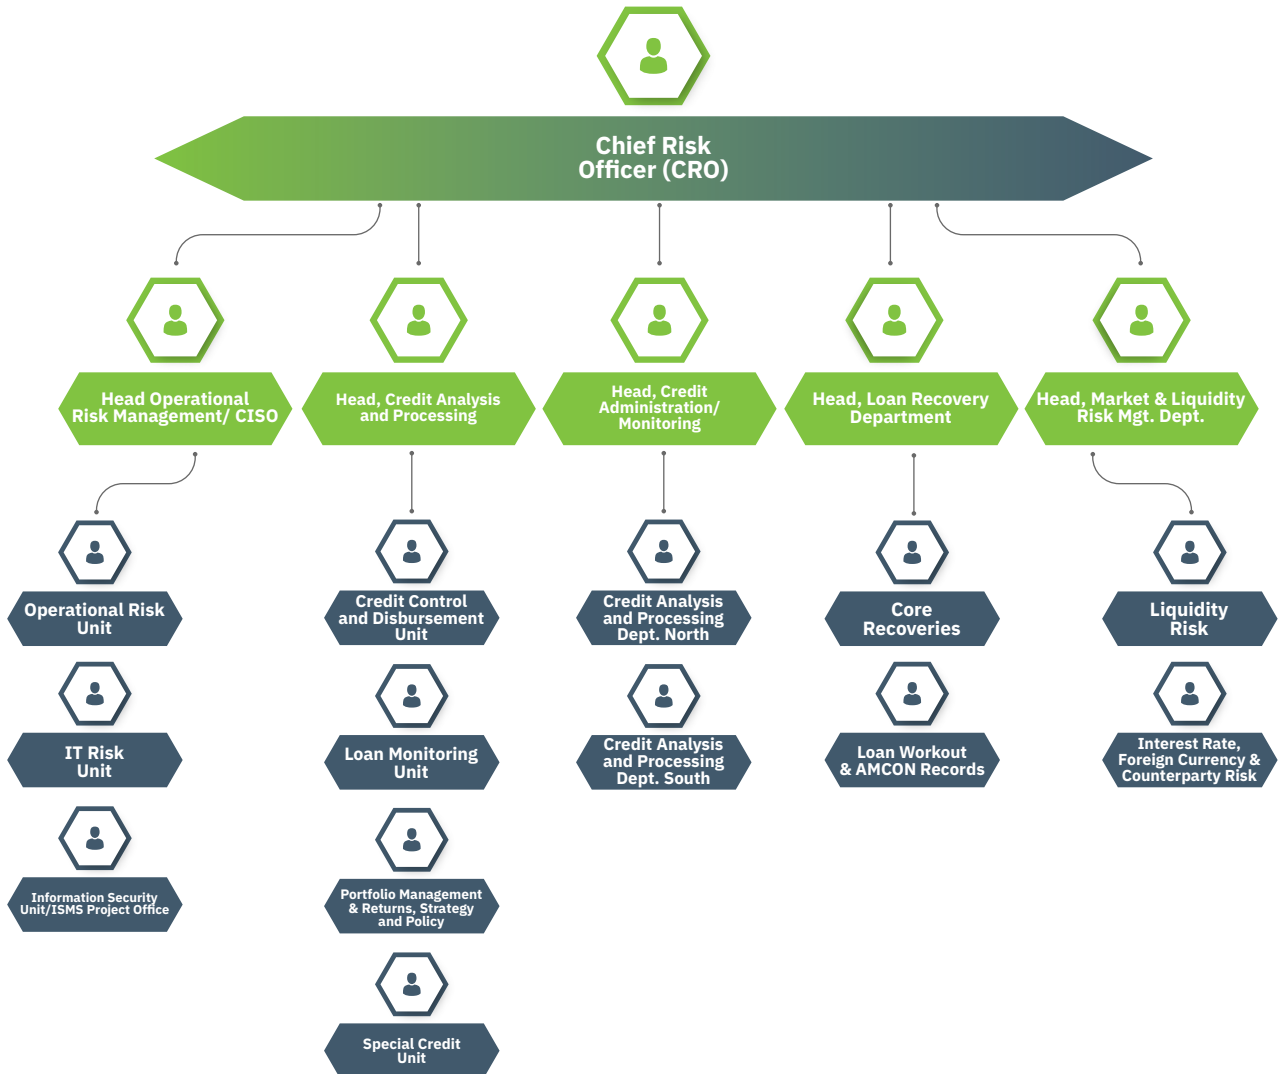 Chief Risk
Officer (CRO)
Head Operational
Risk Management/ CISO
Head, Credit Analysis
and Processing
Head, Credit
Administration/
Monitoring
Head, Loan Recovery
Department
Head, Market & Liquidity
Risk Mgt. Dept.
Operational Risk
Unit
Credit Control
and Disbursement
Unit
Credit Analysis
and Processing
Dept. North
Core
Recoveries
Liquidity
Risk
IT Risk
Unit
Loan Monitoring
Unit
Credit Analysis
and Processing
Dept. South
Loan Workout
& AMCON Records
Interest Rate,
Foreign Currency &
Counterparty Risk
Information Security
Unit/ISMS Project Office
Portfolio Management
& Returns, Strategy
and Policy
Special Credit
Unit